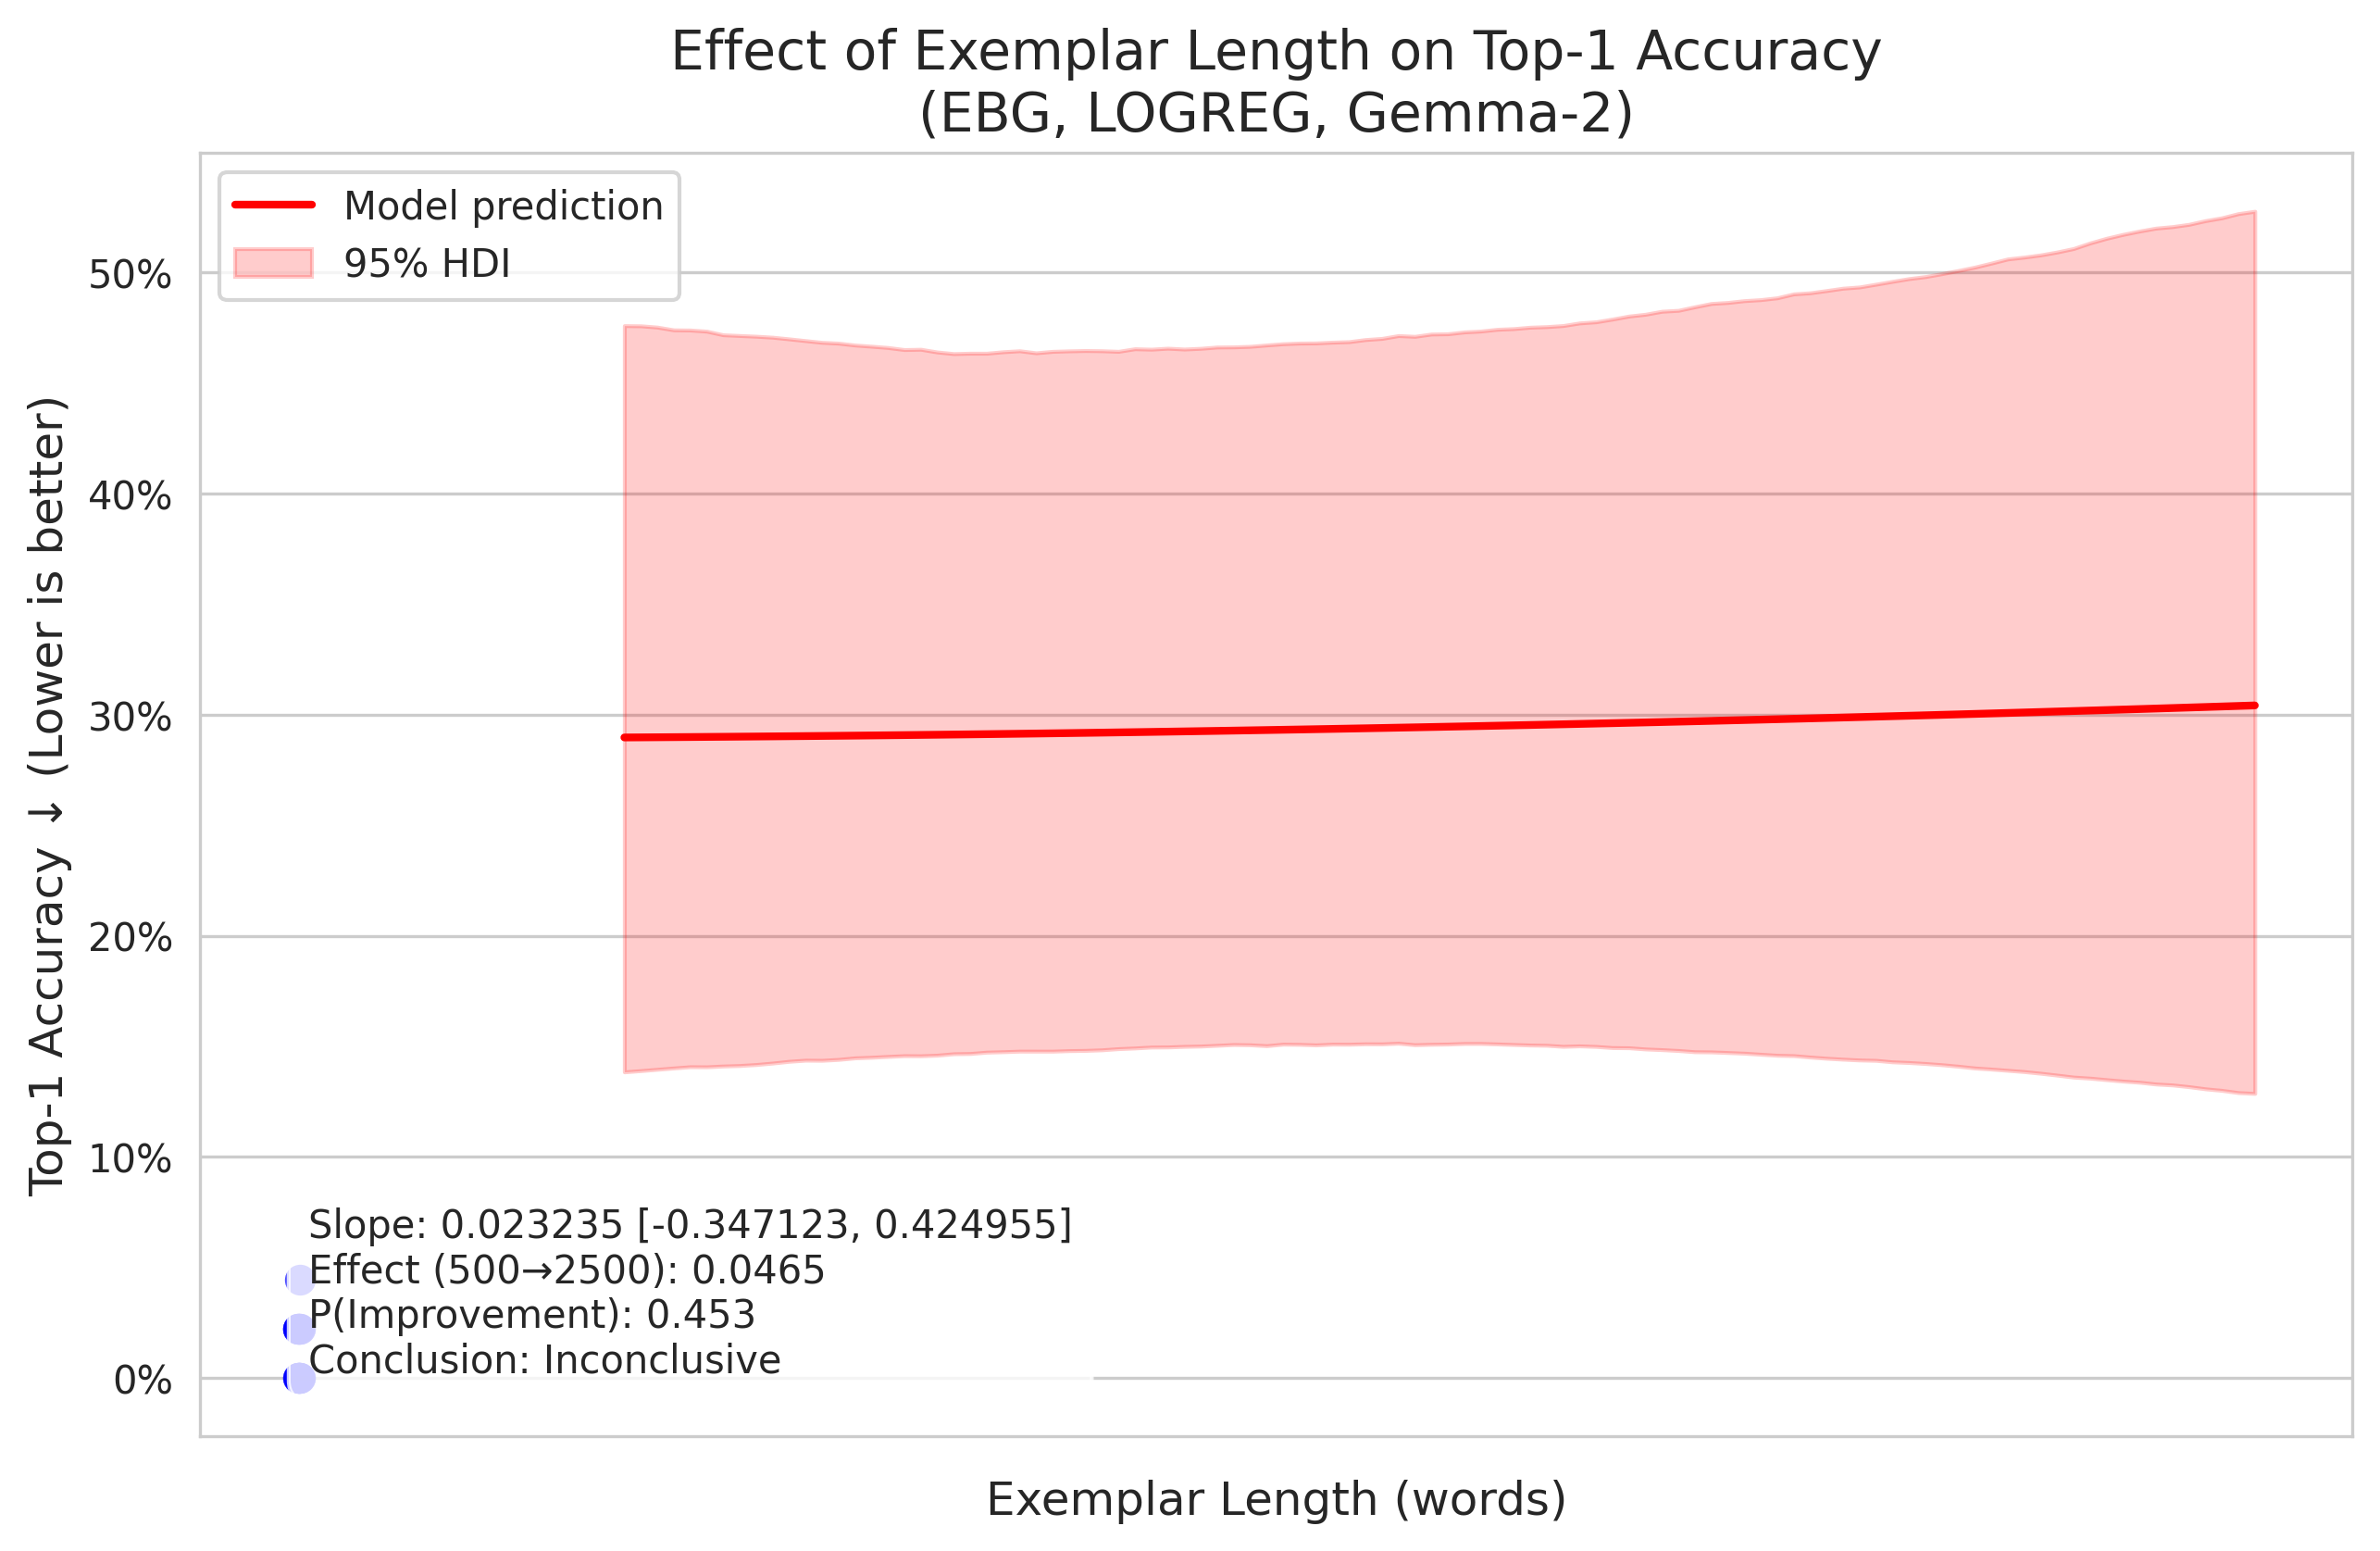 Effect of Exemplar Length on Top-1 Accuracy
(EBG, LOGREG, Gemma-2)
Model prediction
95% HDI
Top-1 Accuracy ↓ (Lower is better)
50%
40%
30%
20%
10%
0%
Slope: 0.023235 [-0.347123, 0.424955]
Effect (500→2500): 0.0465
P(Improvement): 0.453
Conclusion: Inconclusive
Exemplar Length (words)